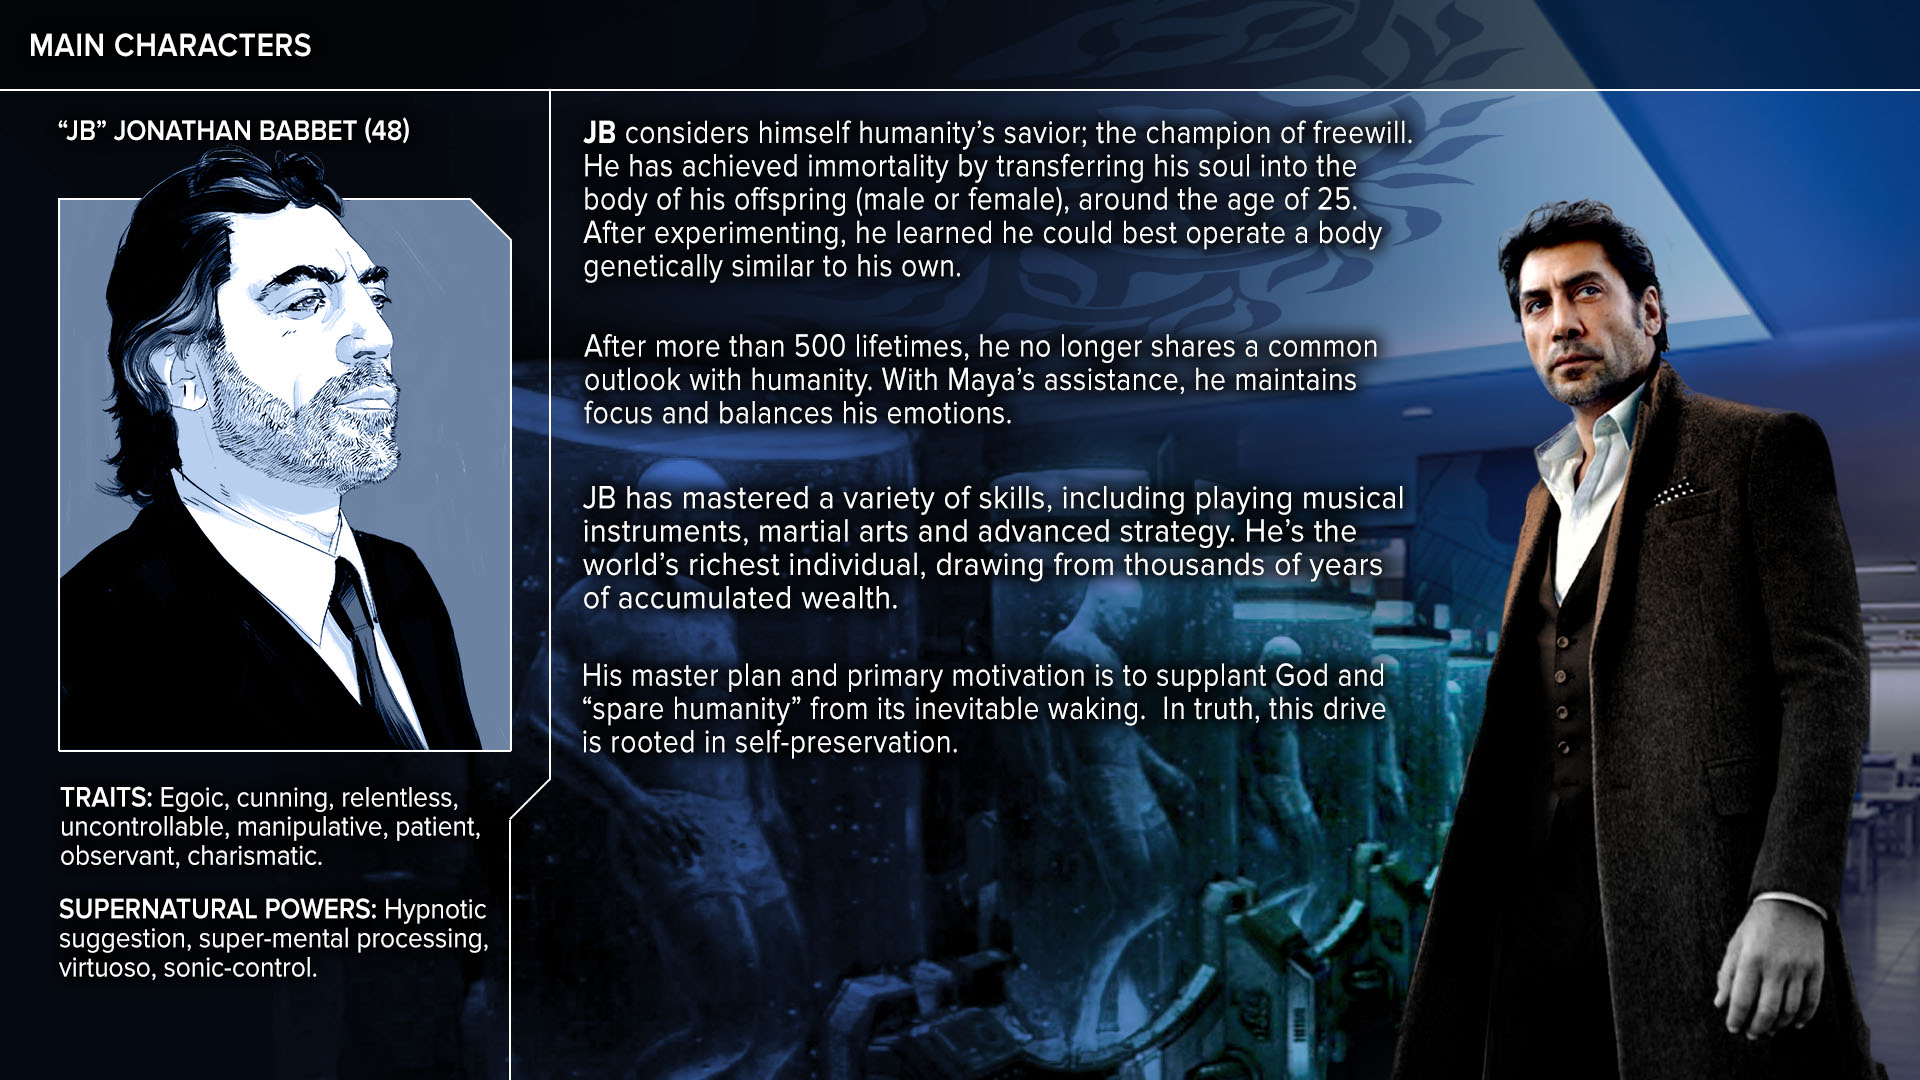 MAIN CHARACTERS
“JB” JONATHAN BABBET (48)
TRAITS: Egoic, cunning, relentless,
uncontrollable, manipulative, patient,
observant, charismatic.
SUPERNATURAL POWERS: Hypnotic
suggestion, super-mental processing,
virtuoso, sonic-control.
JB considers himself humanity’s savior; the champion of freewill.
He has achieved immortality by transferring his soul into the
body of his offspring (male or female), around the age of 25.
After experimenting, he learned he could best operate a body
genetically similar to his own.
After more than 500 lifetimes, he no longer shares a common
outlook with humanity. With Maya’s assistance, he maintains
focus and balances his emotions.
JB has mastered a variety of skills, including playing musical
instruments, martial arts and advanced strategy. He’s the
world’s richest individual, drawing from thousands of years
of accumulated wealth.
His master plan and primary motivation is to supplant God and
“spare humanity” from its inevitable waking.  In truth, this drive
is rooted in self-preservation.